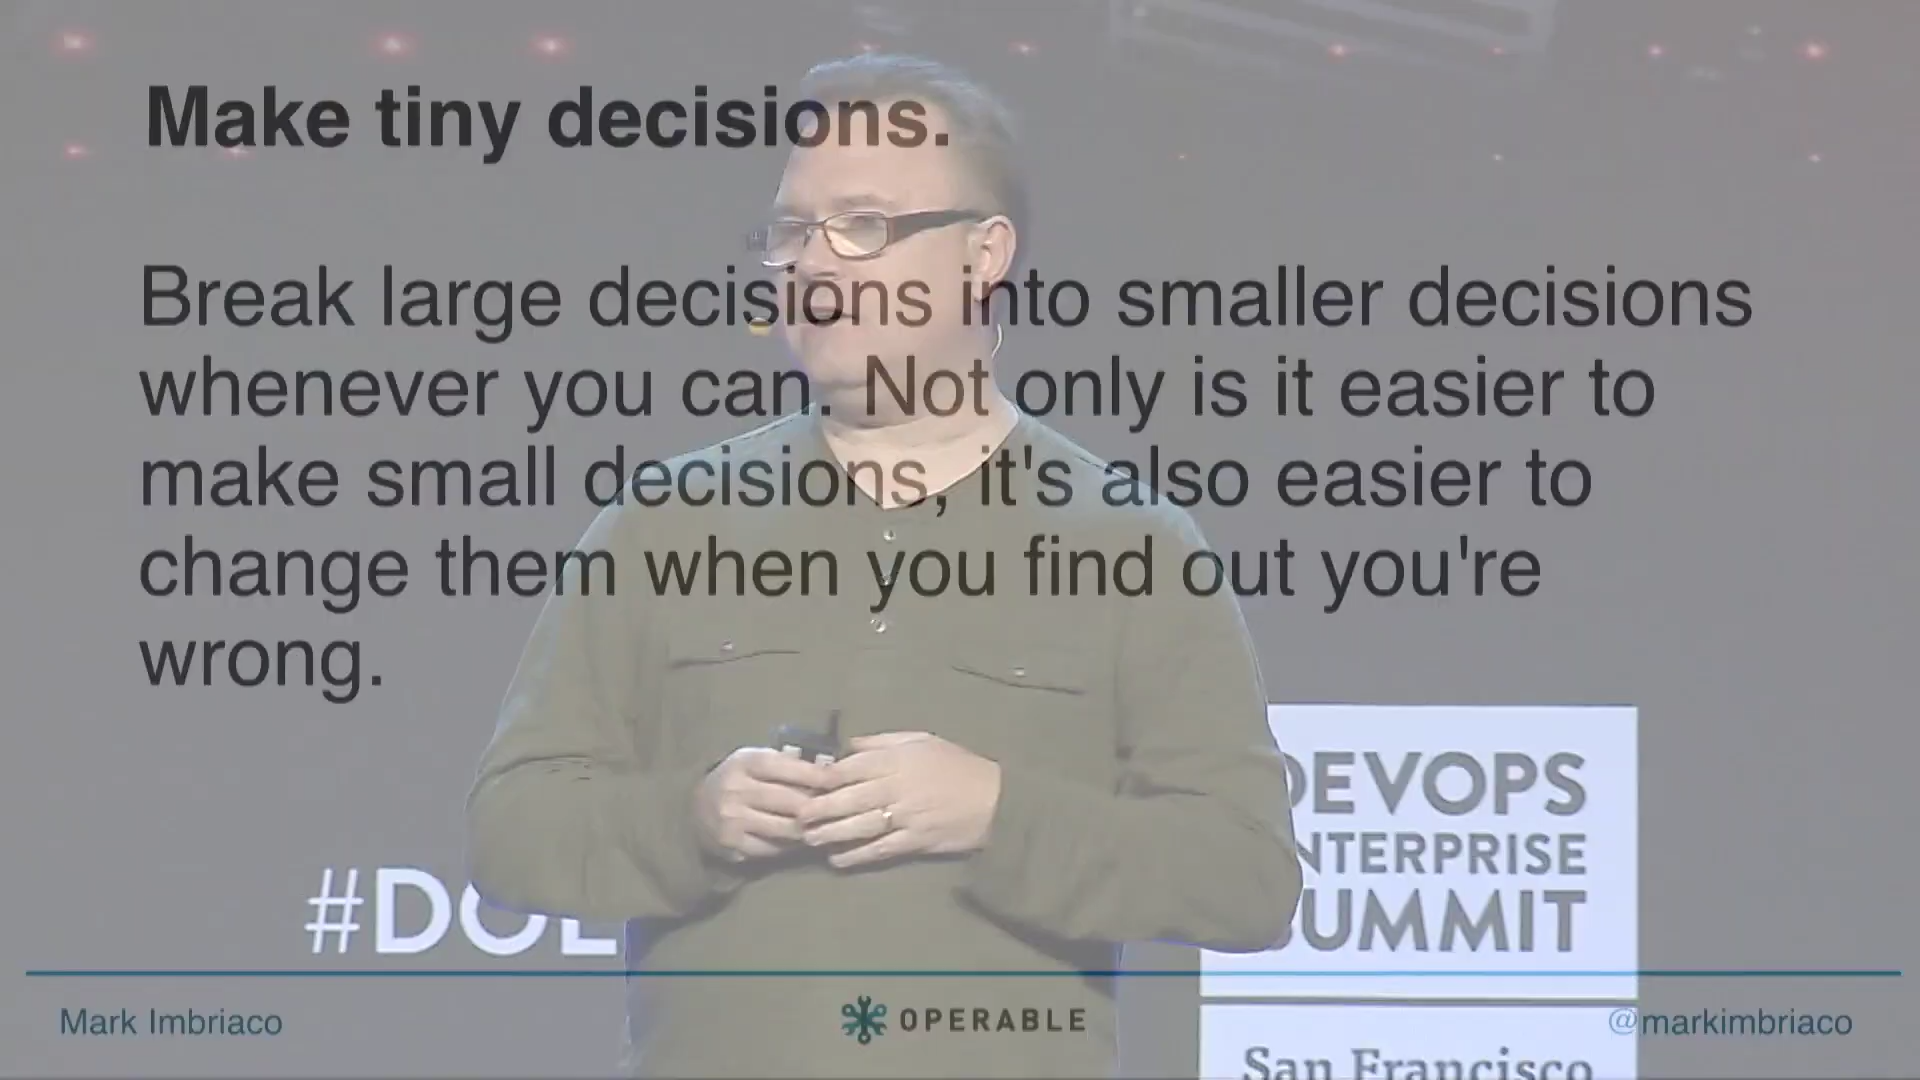 Make tiny decisions.
Break large decisions into smaller decisions
whenever you can. Not only is it easier to
make small decisions, it's also easier to
change them when you find out you're
wrong.
#DOE
DEVOPS
ENTERPRISE
SUMMIT
San Francisco
Mark Imbriaco
OPERABLE
@markimbriaco